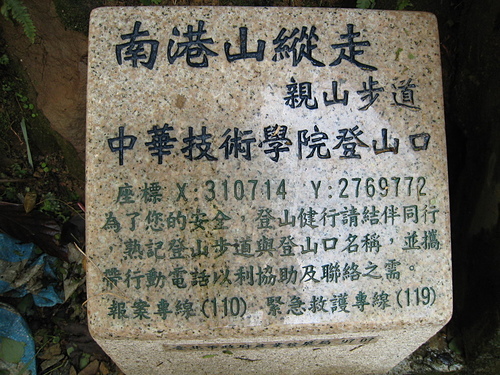 南港山縱走
親山步道
中華技術學院登山口
座標 X:310714 Y:2769772
為了您的安全,登山健行請結伴同行
熟記登山步道與登山口名稱,並攜
帶行動電話以利協助及聯絡之需。
報案專線(110) 緊急救護專線(119)